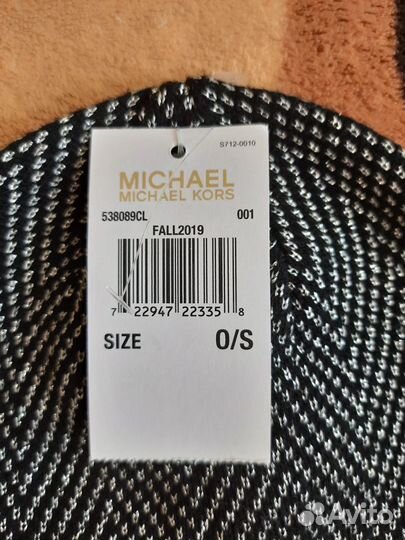 S712-0010
MICHAEL
MICHAEL KORS
538089CL 001
FALL2019
7 22947 22335 8
SIZE O/S
Avito